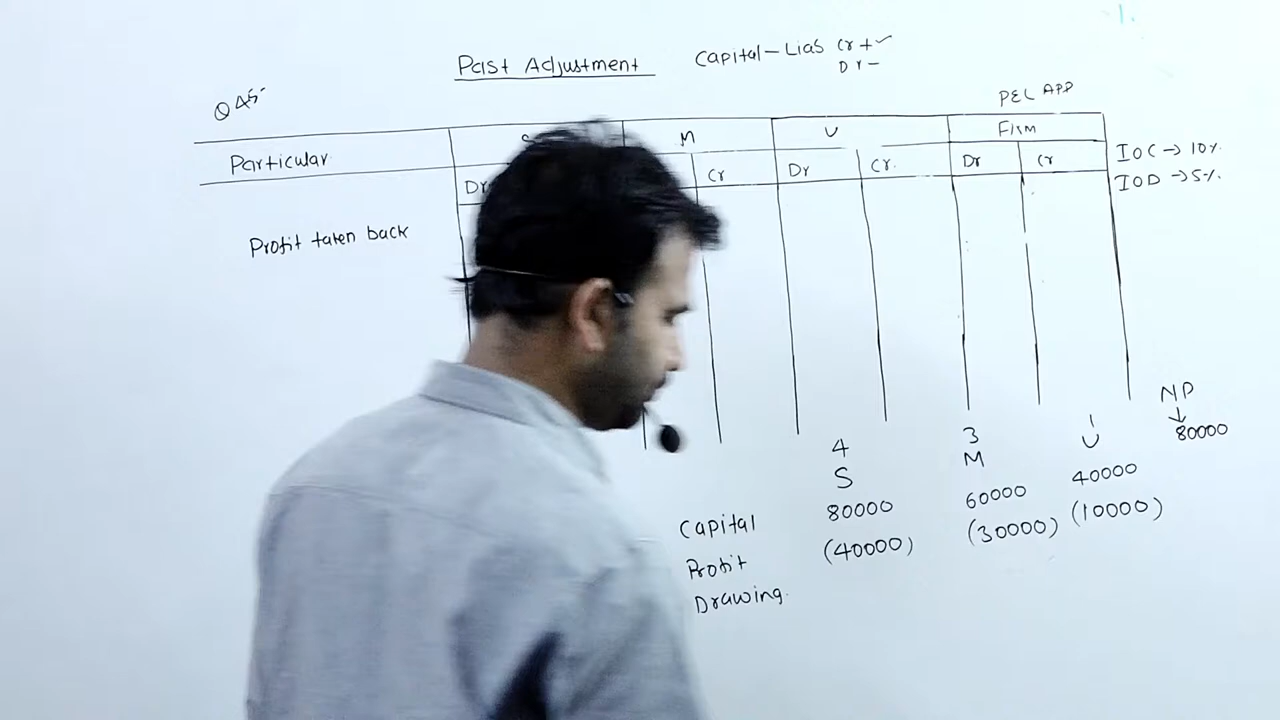 Past Adjustment
Capital - Lias Cr + ✓
Dr -
Q 45
P&L APP
Particular M U Firm
Dr Cr Dr Cr. Dr Cr
IOC → 10%
IOD → 5%
Profit taken back
NP
↓
80000
4 3 1
S M U
Capital 80000 60000 40000
Profit (40000) (30000) (10000)
Drawing.